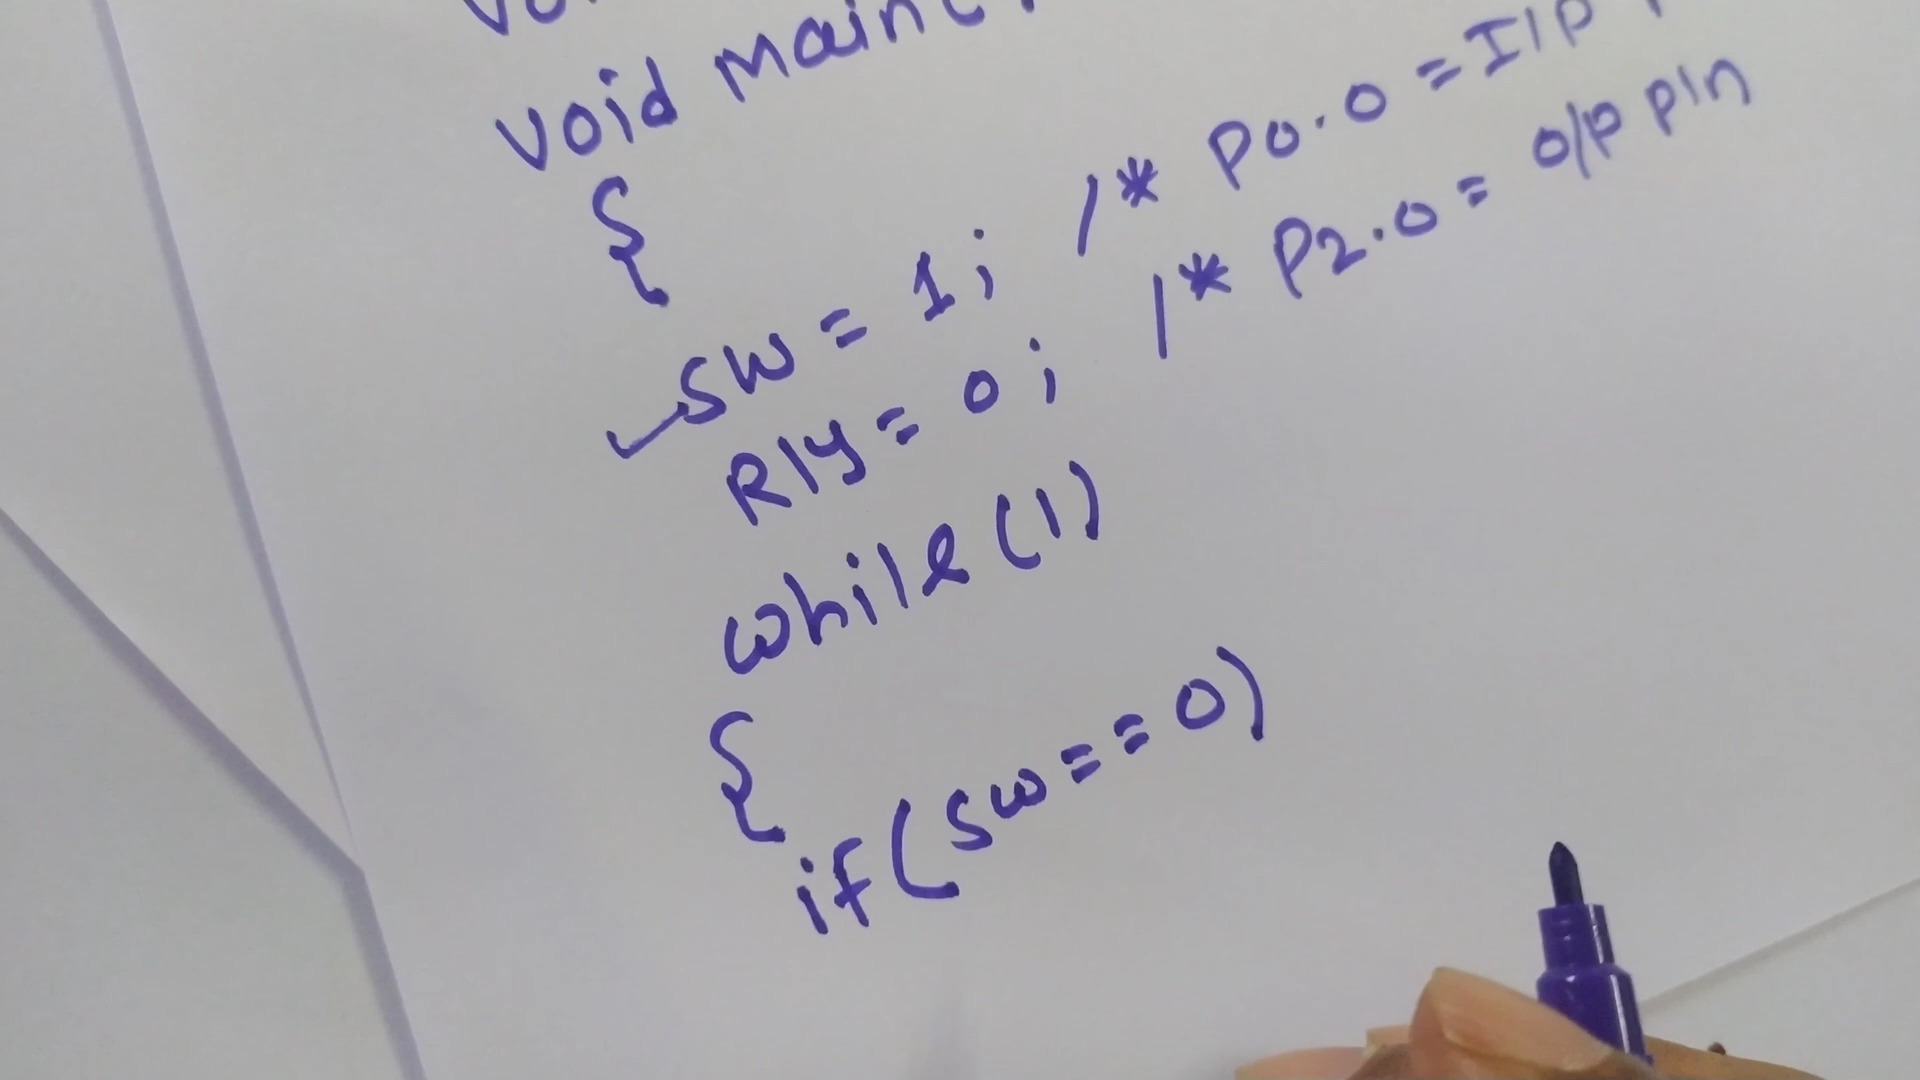 void main(
{
SW = 1; /* P0.0 = I/P
Rly = 0; /* P2.0 = O/P pin
while(1)
{
if(sw==0)